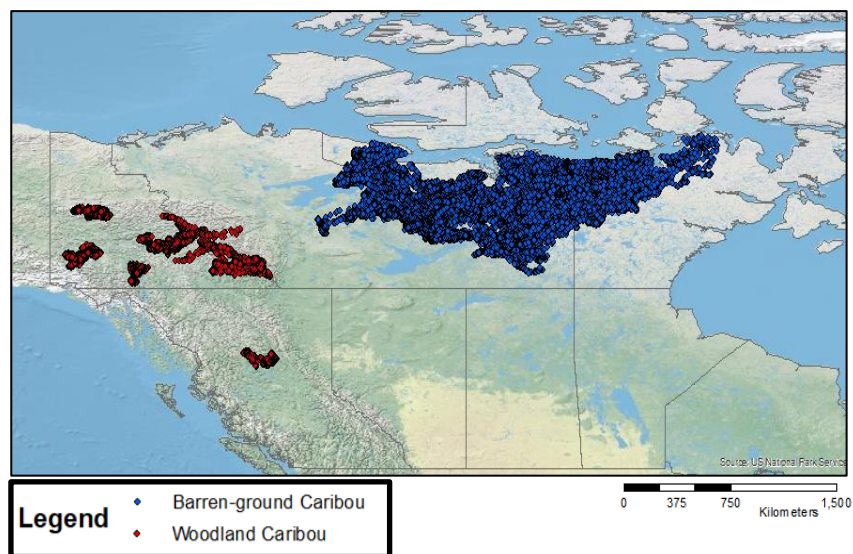 Source: US National Park Service
Legend
Barren-ground Caribou
Woodland Caribou
0 375 750 1,500
Kilometers